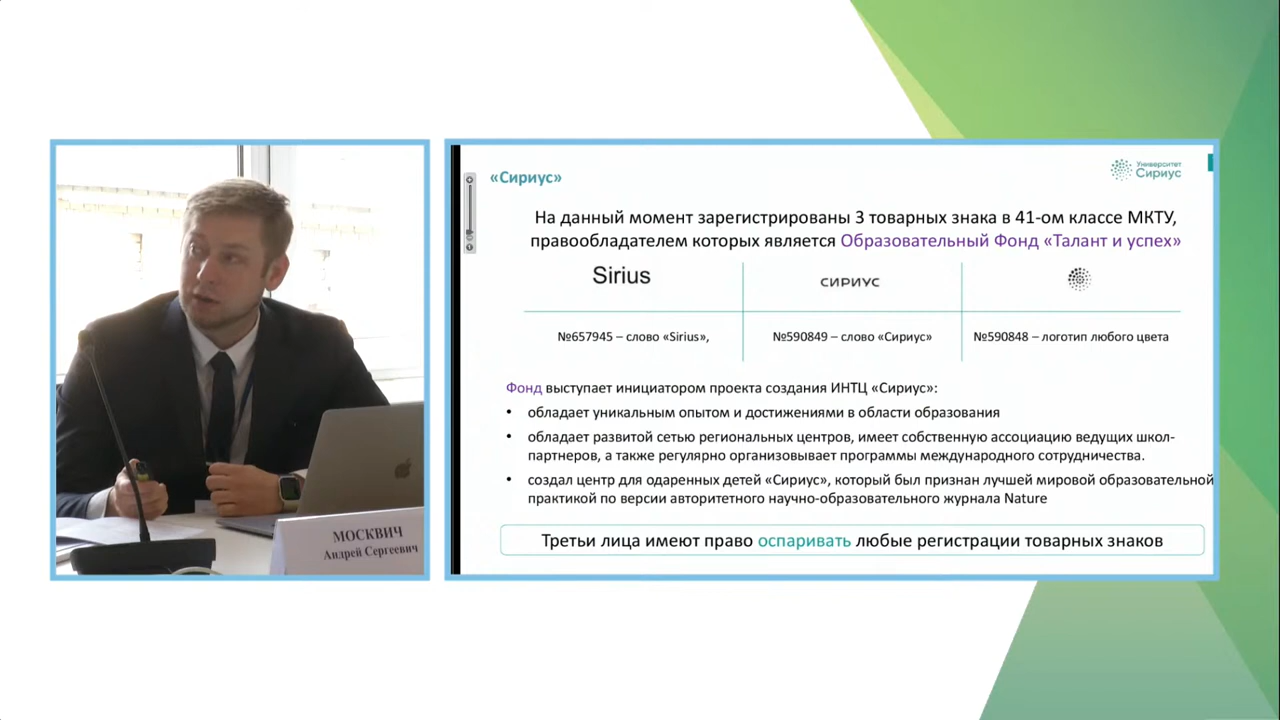 МОСКВИЧ
Андрей Сергеевич
«Сириус»
Университет
Сириус
На данный момент зарегистрированы 3 товарных знака в 41-ом классе МКТУ,
правообладателем которых является Образовательный Фонд «Талант и успех»
Sirius
СИРИУС
№657945 – слово «Sirius»,
№590849 – слово «Сириус»
№590848 – логотип любого цвета
Фонд выступает инициатором проекта создания ИНТЦ «Сириус»:
• обладает уникальным опытом и достижениями в области образования
• обладает развитой сетью региональных центров, имеет собственную ассоциацию ведущих школ-
партнеров, а также регулярно организовывает программы международного сотрудничества.
• создал центр для одаренных детей «Сириус», который был признан лучшей мировой образовательной
практикой по версии авторитетного научно-образовательного журнала Nature
Третьи лица имеют право оспаривать любые регистрации товарных знаков